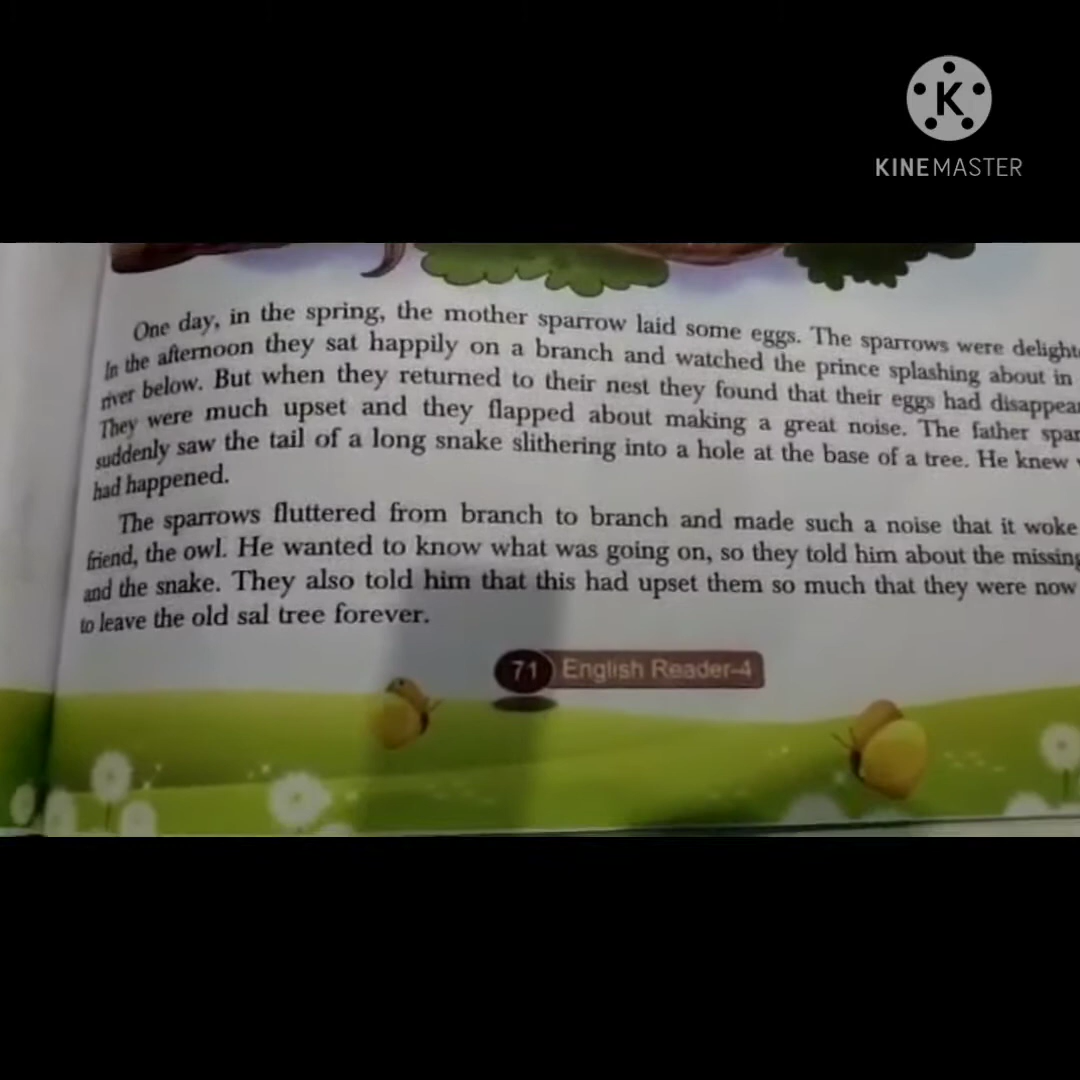 KINEMASTER
One day, in the spring, the mother sparrow laid some eggs. The sparrows were delight
In the afternoon they sat happily on a branch and watched the prince splashing about in
river below. But when they returned to their nest they found that their eggs had disappear
They were much upset and they flapped about making a great noise. The father spar
suddenly saw the tail of a long snake slithering into a hole at the base of a tree. He knew
had happened.
The sparrows fluttered from branch to branch and made such a noise that it woke
friend, the owl. He wanted to know what was going on, so they told him about the missing
and the snake. They also told him that this had upset them so much that they were now
to leave the old sal tree forever.
71 English Reader-4